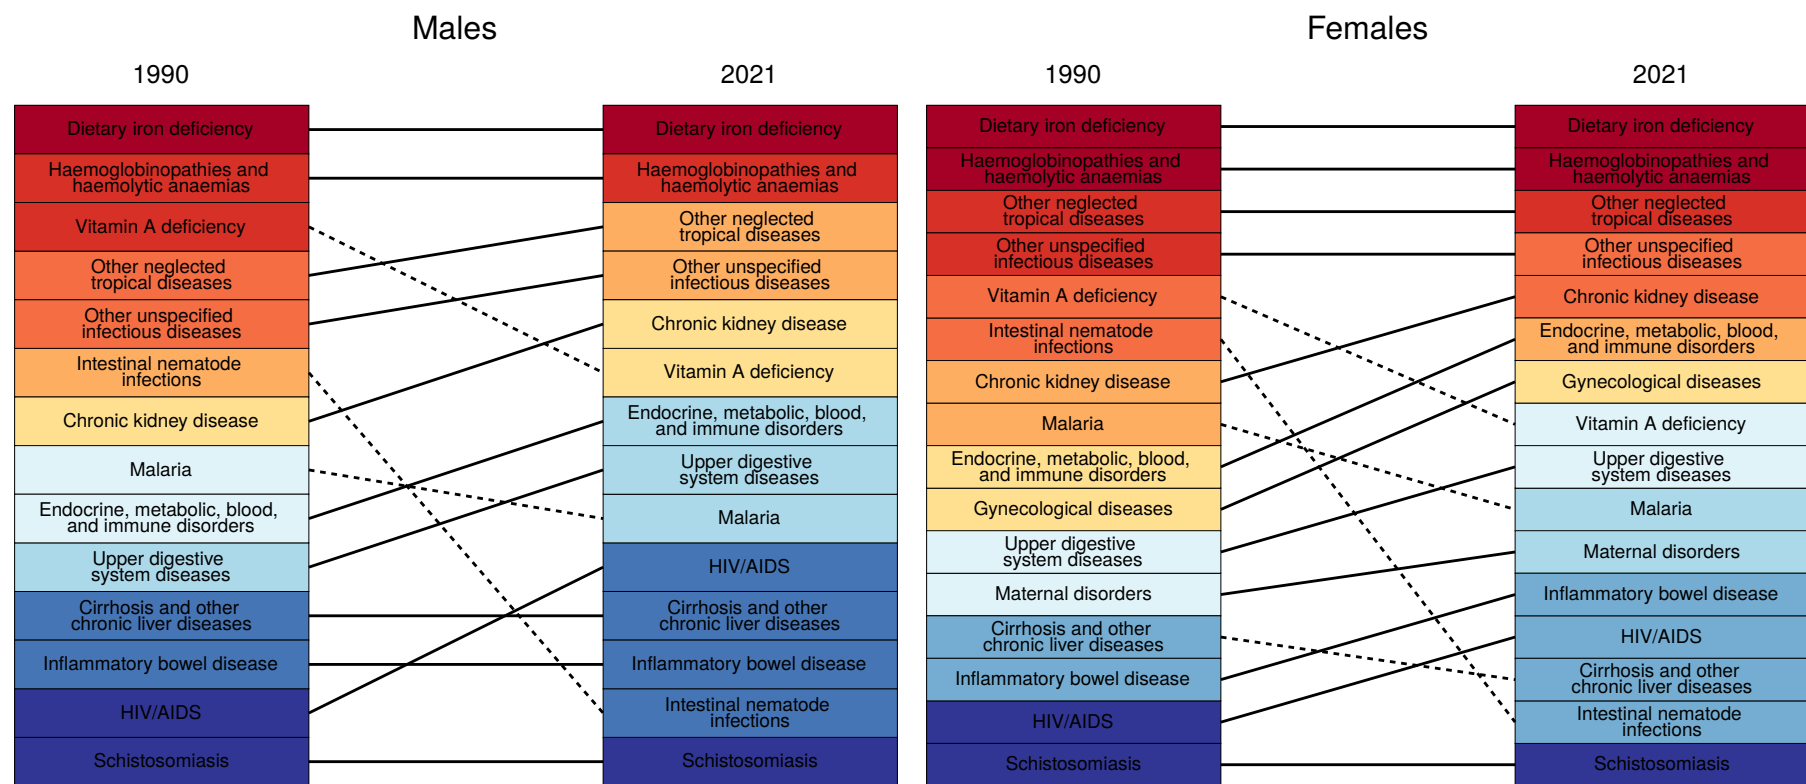 Males
1990
2021
Dietary iron deficiency
Haemoglobinopathies and
haemolytic anaemias
Vitamin A deficiency
Other neglected
tropical diseases
Other unspecified
infectious diseases
Intestinal nematode
infections
Chronic kidney disease
Malaria
Endocrine, metabolic, blood,
and immune disorders
Upper digestive
system diseases
Cirrhosis and other
chronic liver diseases
Inflammatory bowel disease
HIV/AIDS
Schistosomiasis
Dietary iron deficiency
Haemoglobinopathies and
haemolytic anaemias
Other neglected
tropical diseases
Other unspecified
infectious diseases
Chronic kidney disease
Vitamin A deficiency
Endocrine, metabolic, blood,
and immune disorders
Upper digestive
system diseases
Malaria
HIV/AIDS
Cirrhosis and other
chronic liver diseases
Inflammatory bowel disease
Intestinal nematode
infections
Schistosomiasis
Females
1990
2021
Dietary iron deficiency
Haemoglobinopathies and
haemolytic anaemias
Other neglected
tropical diseases
Other unspecified
infectious diseases
Vitamin A deficiency
Intestinal nematode
infections
Chronic kidney disease
Malaria
Endocrine, metabolic, blood,
and immune disorders
Gynecological diseases
Upper digestive
system diseases
Maternal disorders
Cirrhosis and other
chronic liver diseases
Inflammatory bowel disease
HIV/AIDS
Schistosomiasis
Dietary iron deficiency
Haemoglobinopathies and
haemolytic anaemias
Other neglected
tropical diseases
Other unspecified
infectious diseases
Chronic kidney disease
Endocrine, metabolic, blood,
and immune disorders
Gynecological diseases
Vitamin A deficiency
Upper digestive
system diseases
Malaria
Maternal disorders
Inflammatory bowel disease
HIV/AIDS
Cirrhosis and other
chronic liver diseases
Intestinal nematode
infections
Schistosomiasis